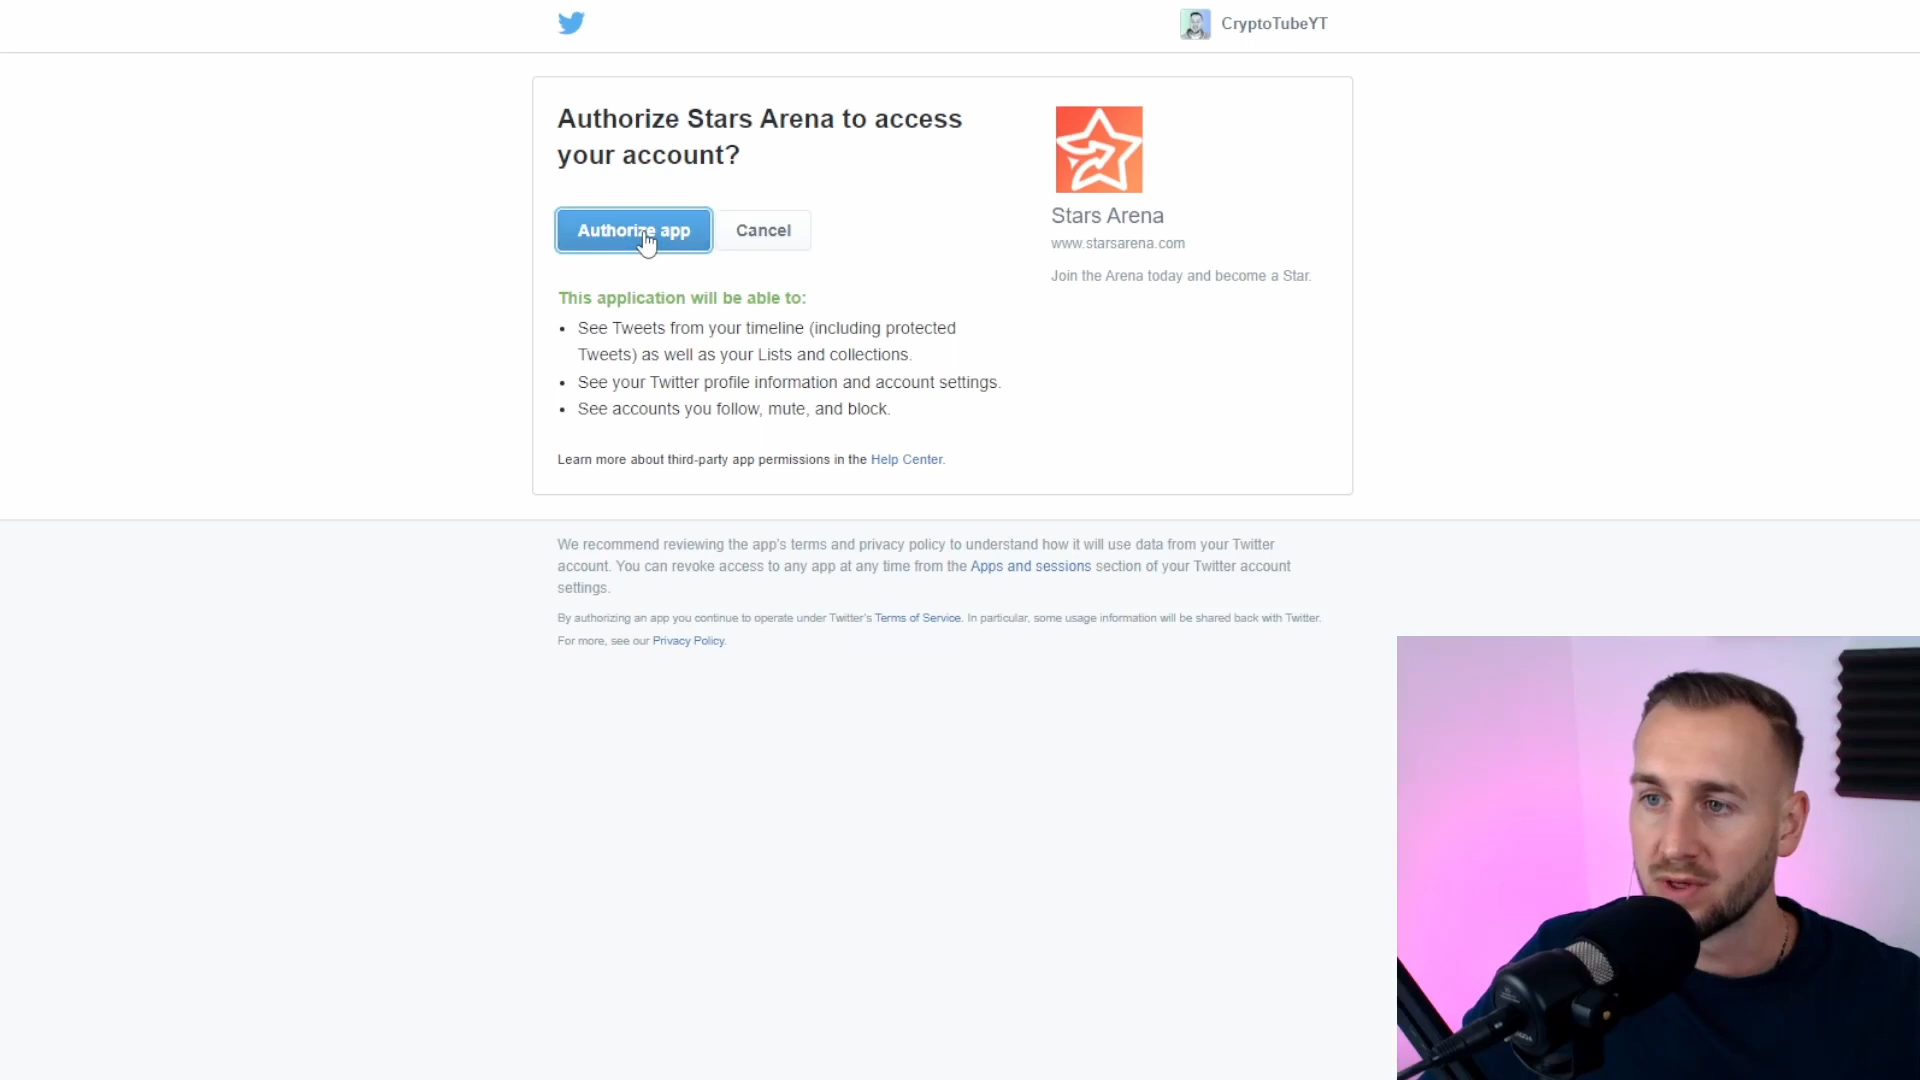 CryptoTubeYT
Authorize Stars Arena to access
your account?
Authorize app
Cancel
This application will be able to:
• See Tweets from your timeline (including protected
Tweets) as well as your Lists and collections.
• See your Twitter profile information and account settings.
• See accounts you follow, mute, and block.
Learn more about third-party app permissions in the Help Center.
Stars Arena
www.starsarena.com
Join the Arena today and become a Star.
We recommend reviewing the app's terms and privacy policy to understand how it will use data from your Twitter
account. You can revoke access to any app at any time from the Apps and sessions section of your Twitter account
settings.
By authorizing an app you continue to operate under Twitter's Terms of Service. In particular, some usage information will be shared back with Twitter.
For more, see our Privacy Policy.